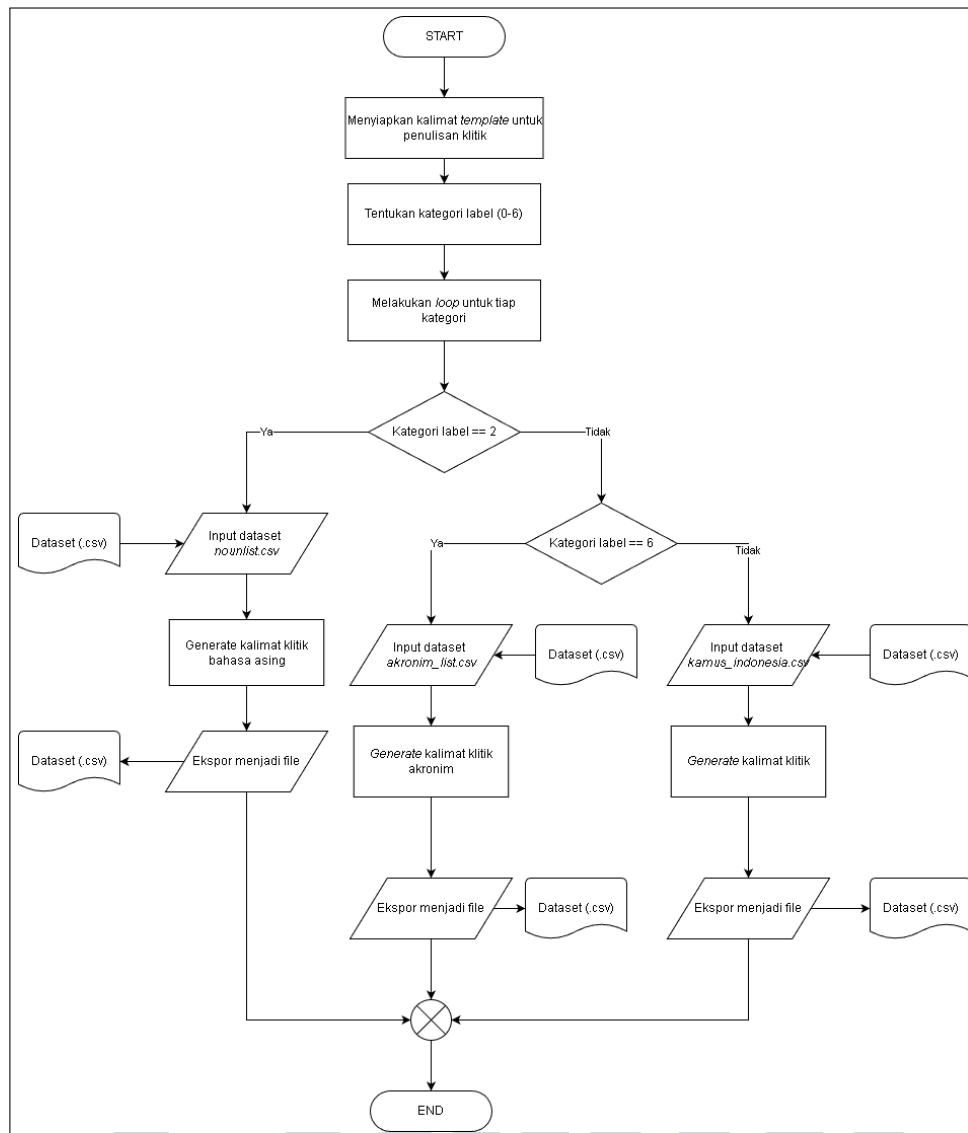 START
Menyiapkan kalimat template untuk
penulisan klitik
Tentukan kategori label (0-6)
Melakukan loop untuk tiap
kategori
Kategori label == 2
Ya
Tidak
Kategori label == 6
Ya
Tidak
Dataset (.csv)
Input dataset
nounlist.csv
Generate kalimat klitik
bahasa asing
Dataset (.csv)
Ekspor menjadi file
Input dataset
akronim_list.csv
Dataset (.csv)
Generate kalimat klitik
akronim
Ekspor menjadi file
Dataset (.csv)
Input dataset
kamus_indonesia.csv
Dataset (.csv)
Generate kalimat klitik
Ekspor menjadi file
Dataset (.csv)
END